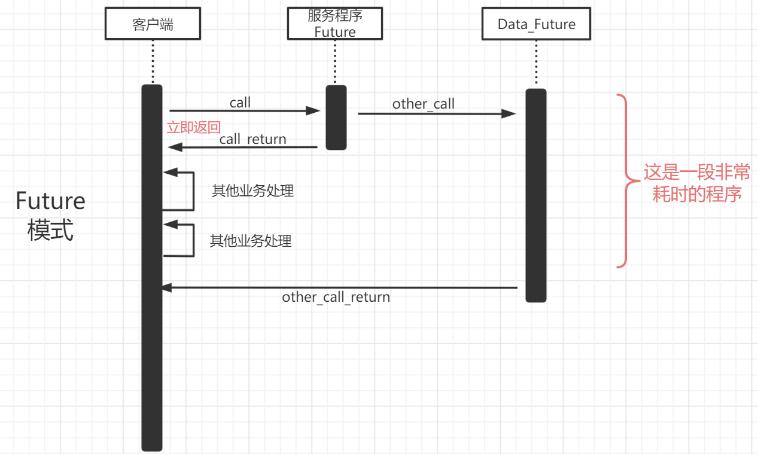 客户端
服务程序
Future
Data_Future
call
other_call
立即返回
call_return
其他业务处理
其他业务处理
Future
模式
这是一段非常
耗时的程序
other_call_return